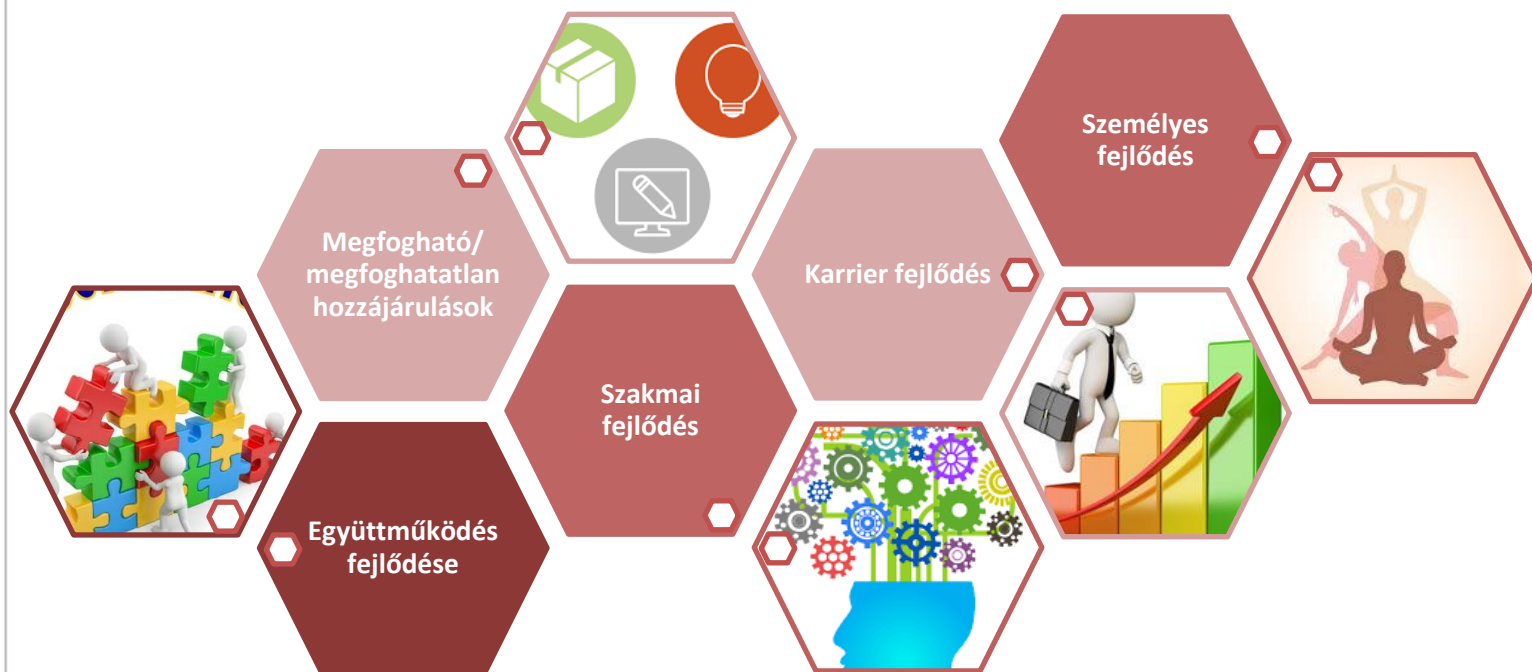 Személyes
fejlődés
Megfogható/
megfoghatatlan
hozzájárulások
Karrier fejlődés
Szakmai
fejlődés
Együttműködés
fejlődése